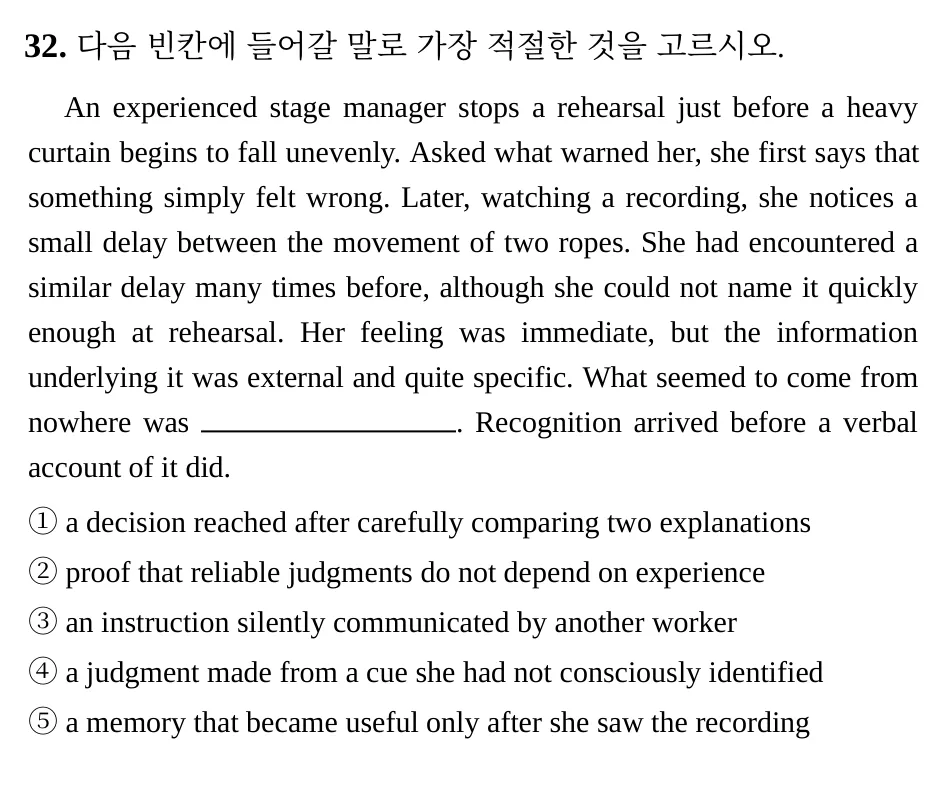 32. 다음 빈칸에 들어갈 말로 가장 적절한 것을 고르시오.
An experienced stage manager stops a rehearsal just before a heavy
curtain begins to fall unevenly. Asked what warned her, she first says that
something simply felt wrong. Later, watching a recording, she notices a
small delay between the movement of two ropes. She had encountered a
similar delay many times before, although she could not name it quickly
enough at rehearsal. Her feeling was immediate, but the information
underlying it was external and quite specific. What seemed to come from
nowhere was ________________. Recognition arrived before a verbal
account of it did.
① a decision reached after carefully comparing two explanations
② proof that reliable judgments do not depend on experience
③ an instruction silently communicated by another worker
④ a judgment made from a cue she had not consciously identified
⑤ a memory that became useful only after she saw the recording